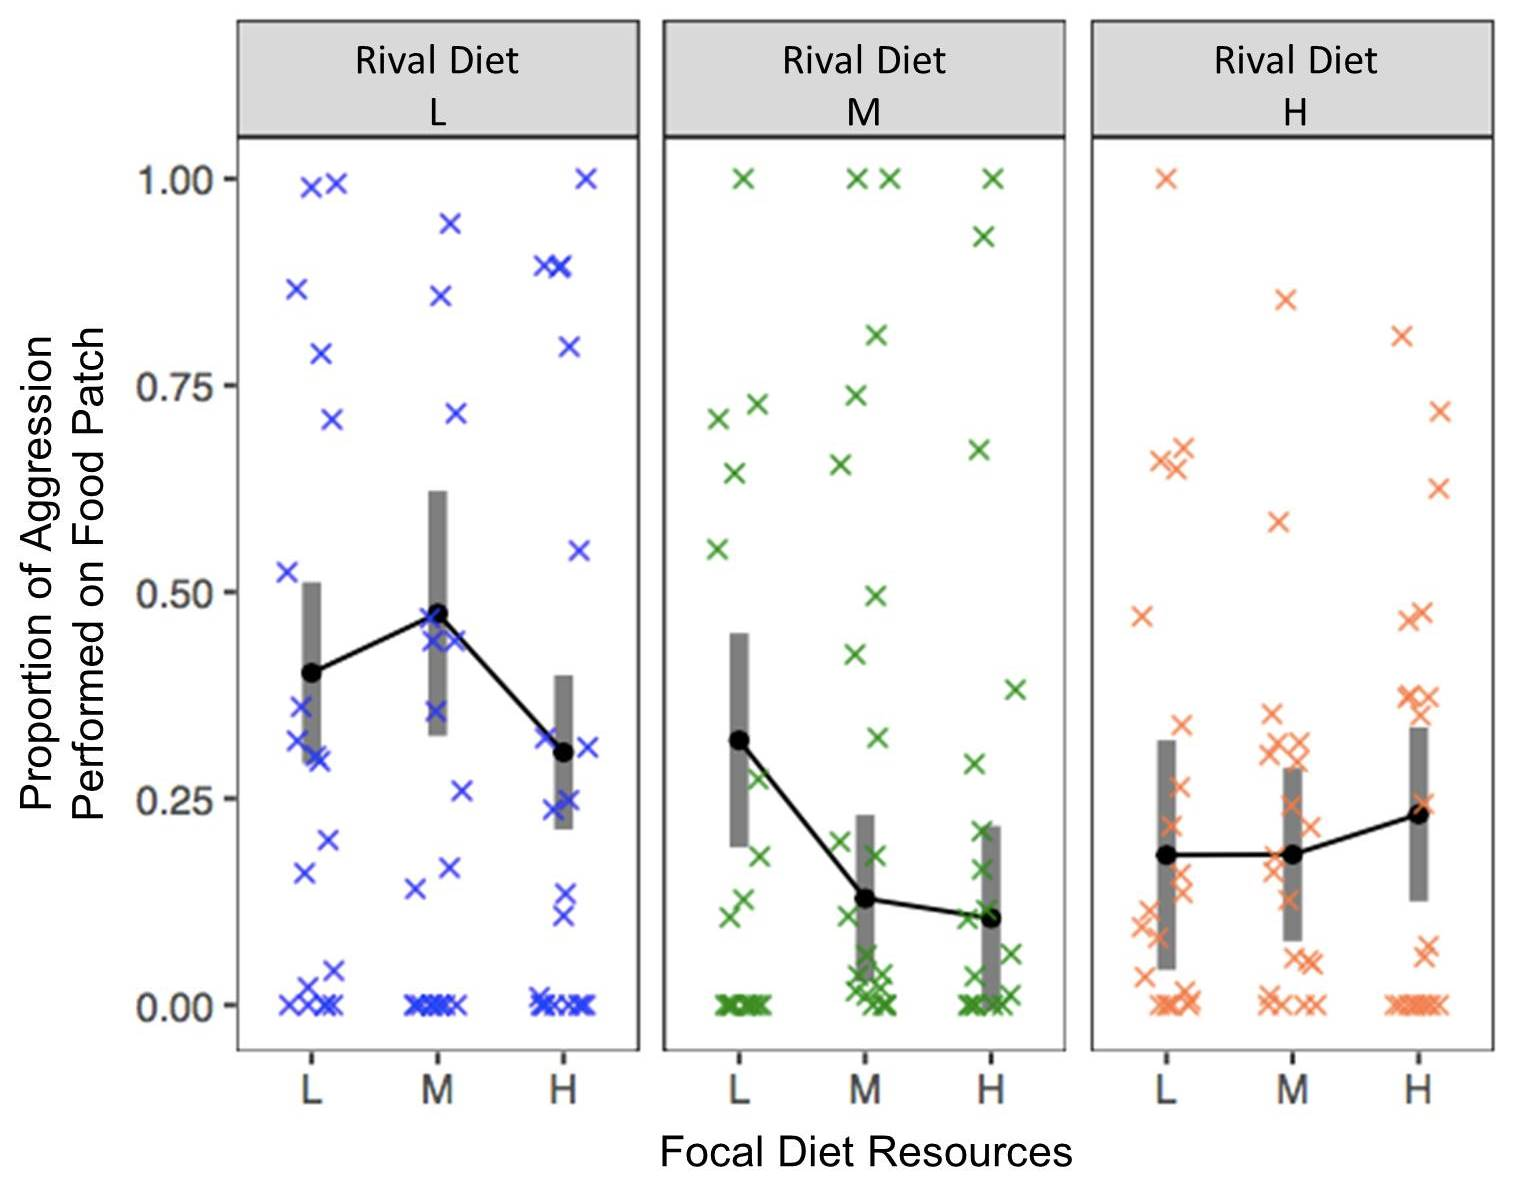 Rival Diet
L
Rival Diet
M
Rival Diet
H
Proportion of Aggression
Performed on Food Patch
1.00
0.75
0.50
0.25
0.00
L M H
L M H
L M H
Focal Diet Resources